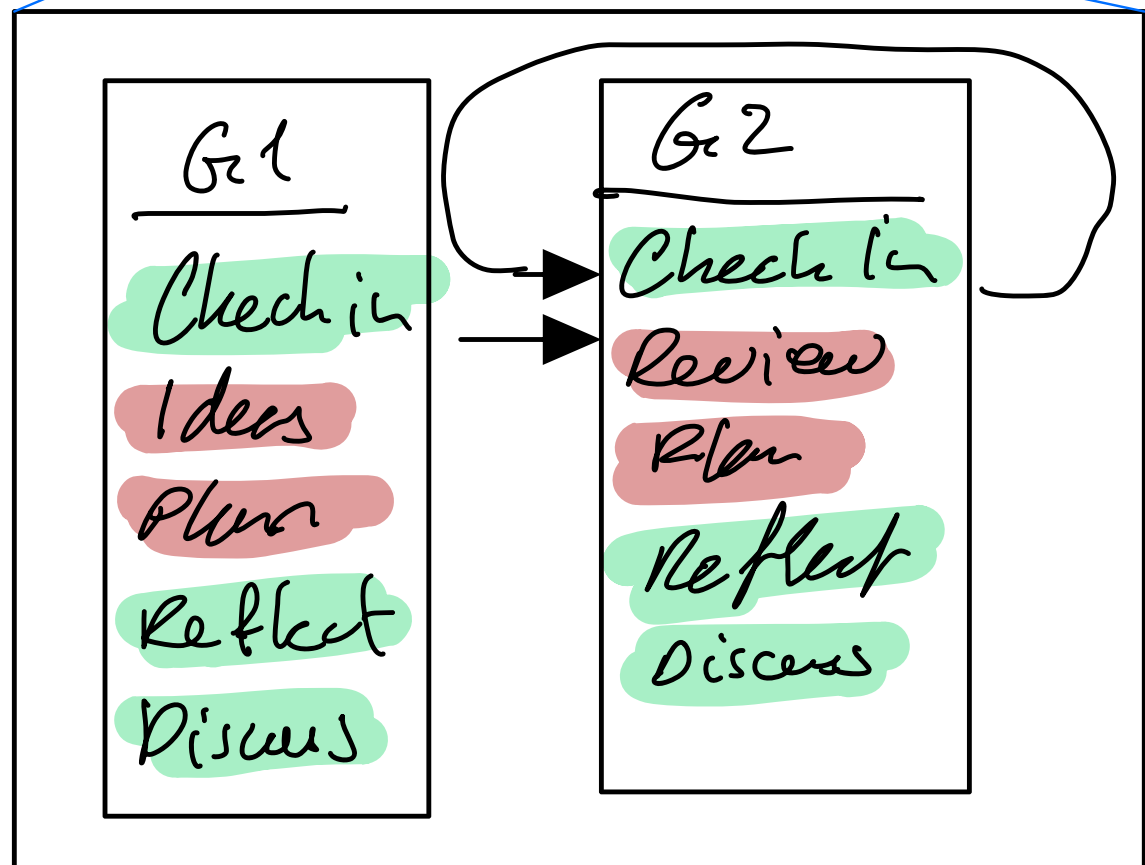 G1
Check in
Ideas
Plan
Reflect
Discuss
G2
Check In
Review
Plan
Reflect
Discuss